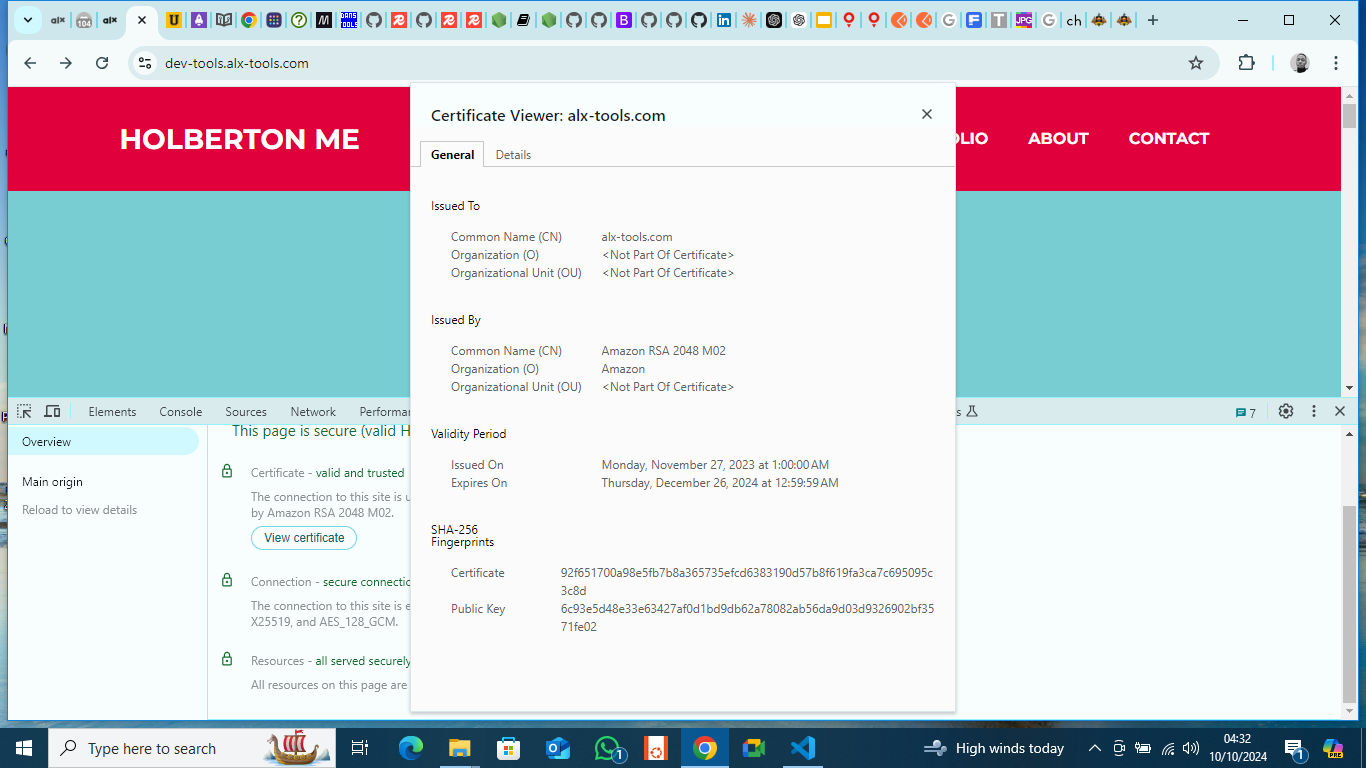 alx
104
alx
ch
dev-tools.alx-tools.com
HOLBERTON ME
ABOUT
CONTACT
Certificate Viewer: alx-tools.com
General
Details
Issued To
Common Name (CN) alx-tools.com
Organization (O) <Not Part Of Certificate>
Organizational Unit (OU) <Not Part Of Certificate>
Issued By
Common Name (CN) Amazon RSA 2048 M02
Organization (O) Amazon
Organizational Unit (OU) <Not Part Of Certificate>
Validity Period
Issued On Monday, November 27, 2023 at 1:00:00 AM
Expires On Thursday, December 26, 2024 at 12:59:59 AM
SHA-256
Fingerprints
Certificate 92f651700a98e5fb7b8a365735efcd6383190d57b8f619fa3ca7c695095c
3c8d
Public Key 6c93e5d48e33e63427af0d1bd9db62a78082ab56da9d03d9326902bf35
71fe02
Elements Console Sources Network Performa
7
Overview
Main origin
Reload to view details
This page is secure (valid H
Certificate - valid and trusted
The connection to this site is u
by Amazon RSA 2048 M02.
View certificate
Connection - secure connectio
The connection to this site is e
X25519, and AES_128_GCM.
Resources - all served securely
All resources on this page are
Type here to search
1
High winds today
04:32
10/10/2024
1
PRE